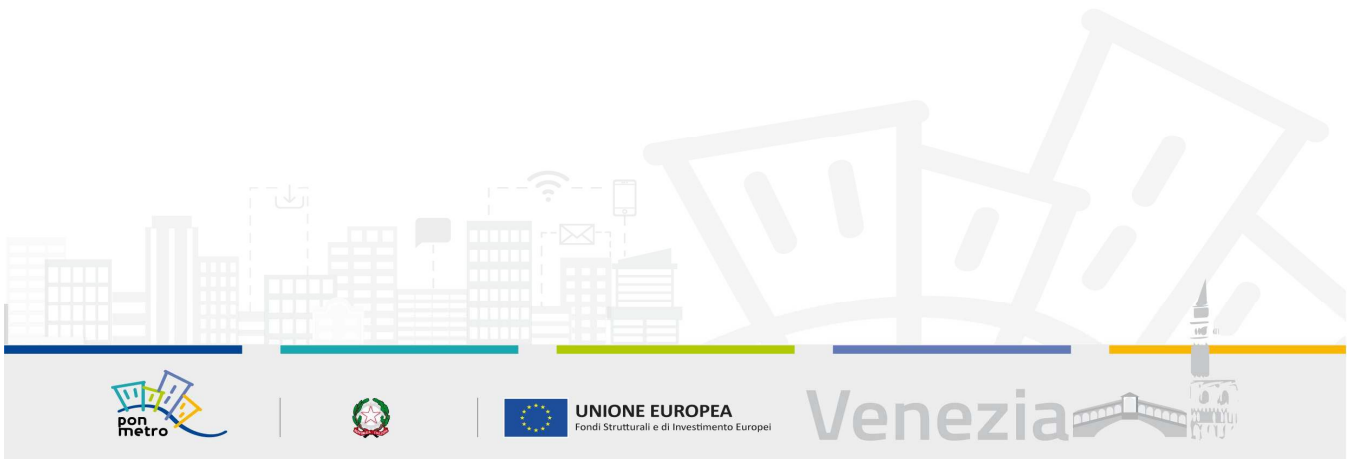 pon
metro
UNIONE EUROPEA
Fondi Strutturali e di Investimento Europei
Venezia